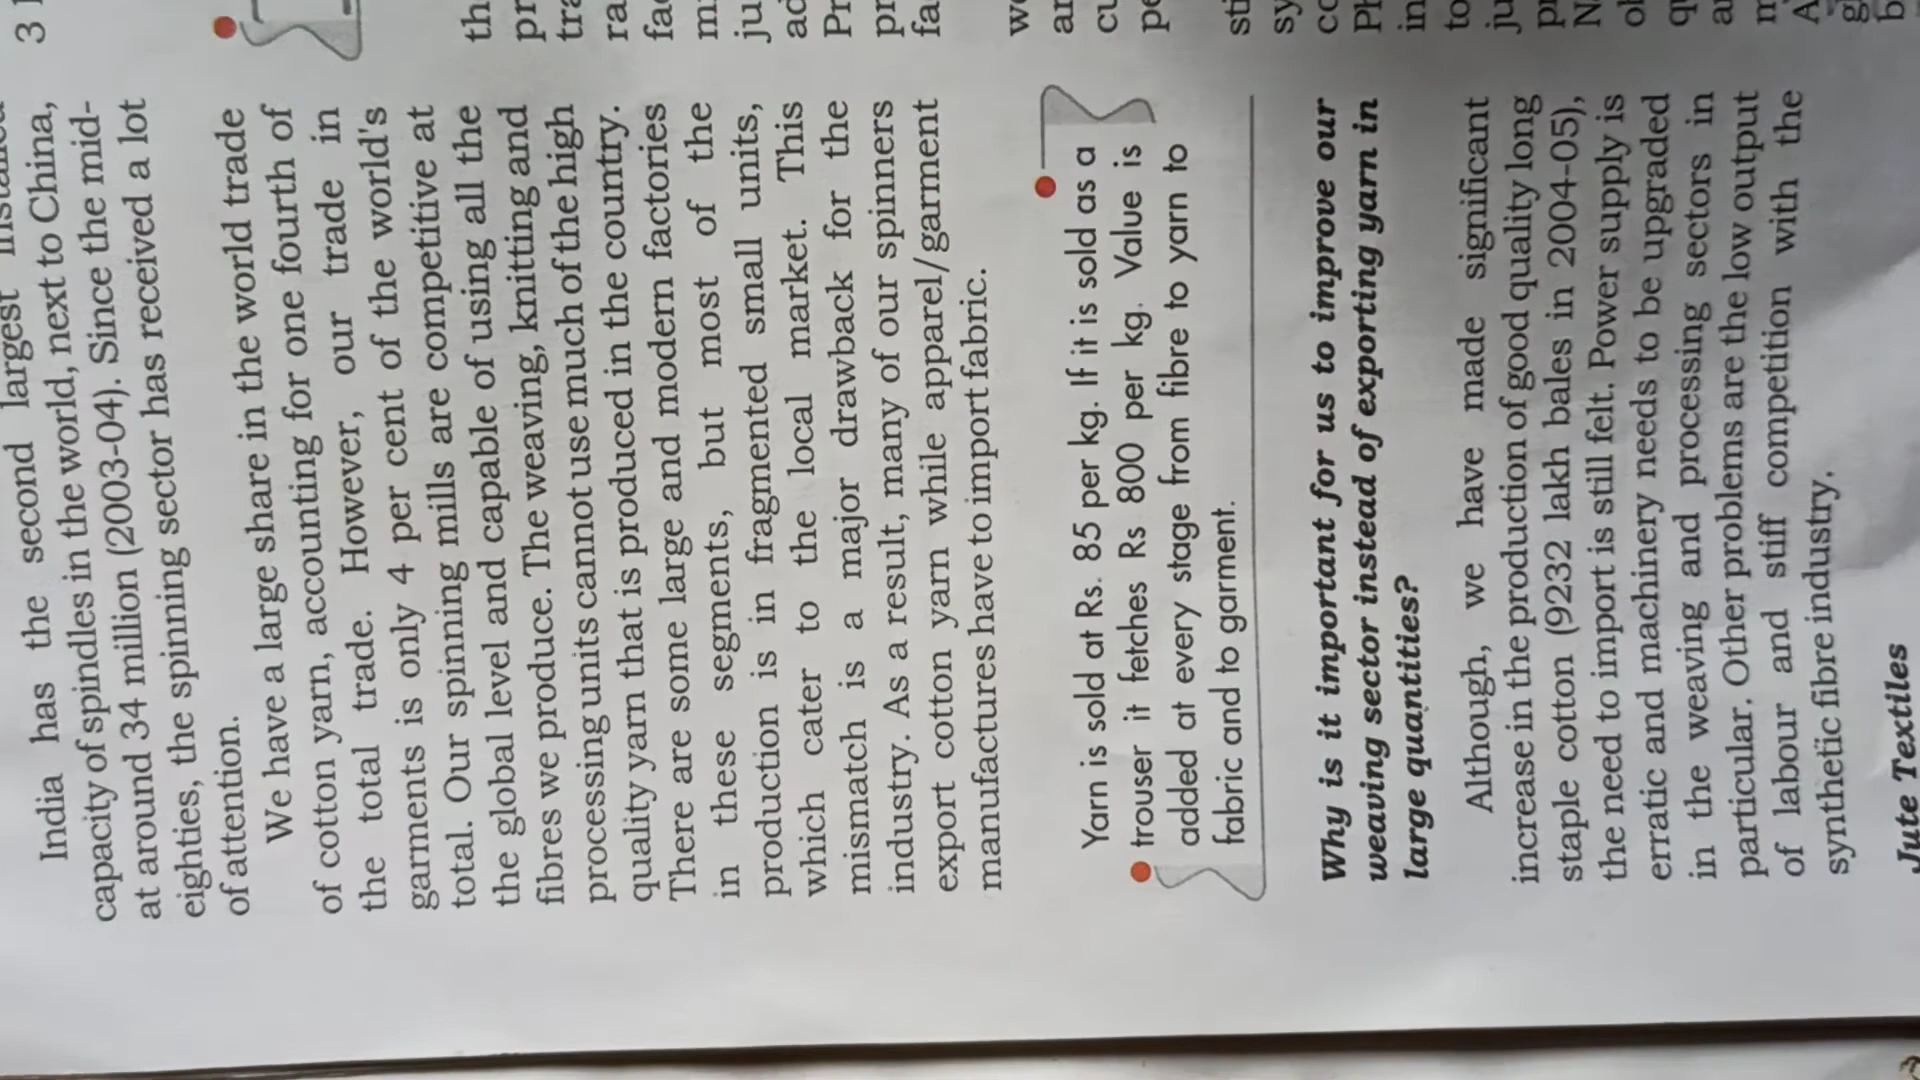 India has the second largest
capacity of spindles in the world, next to China,
at around 34 million (2003-04). Since the mid-
eighties, the spinning sector has received a lot
of attention.
We have a large share in the world trade
of cotton yarn, accounting for one fourth of
the total trade. However, our trade in
garments is only 4 per cent of the world's
total. Our spinning mills are competitive at
the global level and capable of using all the
fibres we produce. The weaving, knitting and
processing units cannot use much of the high
quality yarn that is produced in the country.
There are some large and modern factories
in these segments, but most of the
production is in fragmented small units,
which cater to the local market. This
mismatch is a major drawback for the
industry. As a result, many of our spinners
export cotton yarn while apparel/garment
manufactures have to import fabric.
Yarn is sold at Rs. 85 per kg. If it is sold as a
trouser it fetches Rs 800 per kg. Value is
added at every stage from fibre to yarn to
fabric and to garment.
Why is it important for us to improve our
weaving sector instead of exporting yarn in
large quantities?
Although, we have made significant
increase in the production of good quality long
staple cotton (9232 lakh bales in 2004-05),
the need to import is still felt. Power supply is
erratic and machinery needs to be upgraded
in the weaving and processing sectors in
particular. Other problems are the low output
of labour and stiff competition with the
synthetic fibre industry.
Jute Textiles